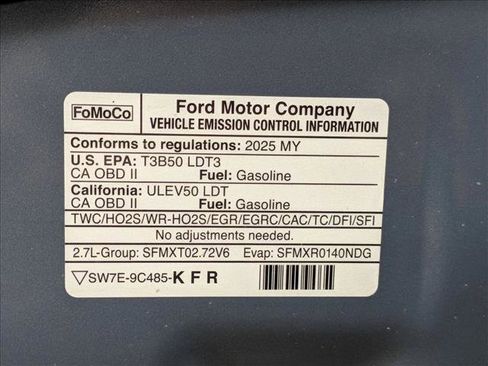 FoMoCo
Ford Motor Company
VEHICLE EMISSION CONTROL INFORMATION
Conforms to regulations: 2025 MY
U.S. EPA: T3B50 LDT3
CA OBD II Fuel: Gasoline
California: ULEV50 LDT
CA OBD II Fuel: Gasoline
TWC/HO2S/WR-HO2S/EGR/EGRC/CAC/TC/DFI/SFI
No adjustments needed.
2.7L-Group: SFMXT02.72V6 Evap: SFMXR0140NDG
SW7E-9C485-K F R